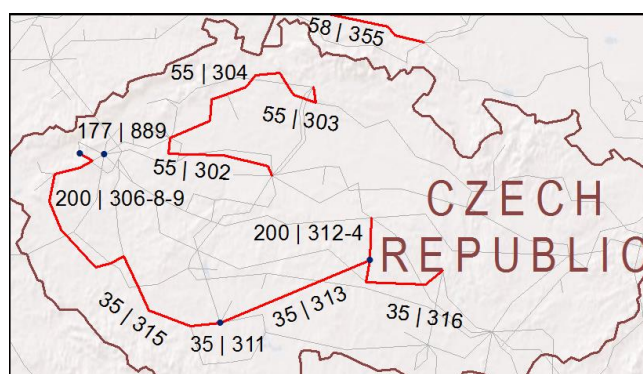 58 | 355
55 | 304
55 | 303
177 | 889
55 | 302
200 | 306-8-9
CZECH
REPUBLIC
200 | 312-4
35 | 313
35 | 316
35 | 315
35 | 311